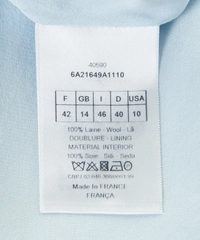 40590
6A21649A1110
F GB I D USA
42 14 46 40 10
100% Laine - Wool - Lã
DOUBLURE - LINING
MATERIAL INTERIOR
100% Soie Silk Seda
Made In FRANCE
FRANÇA